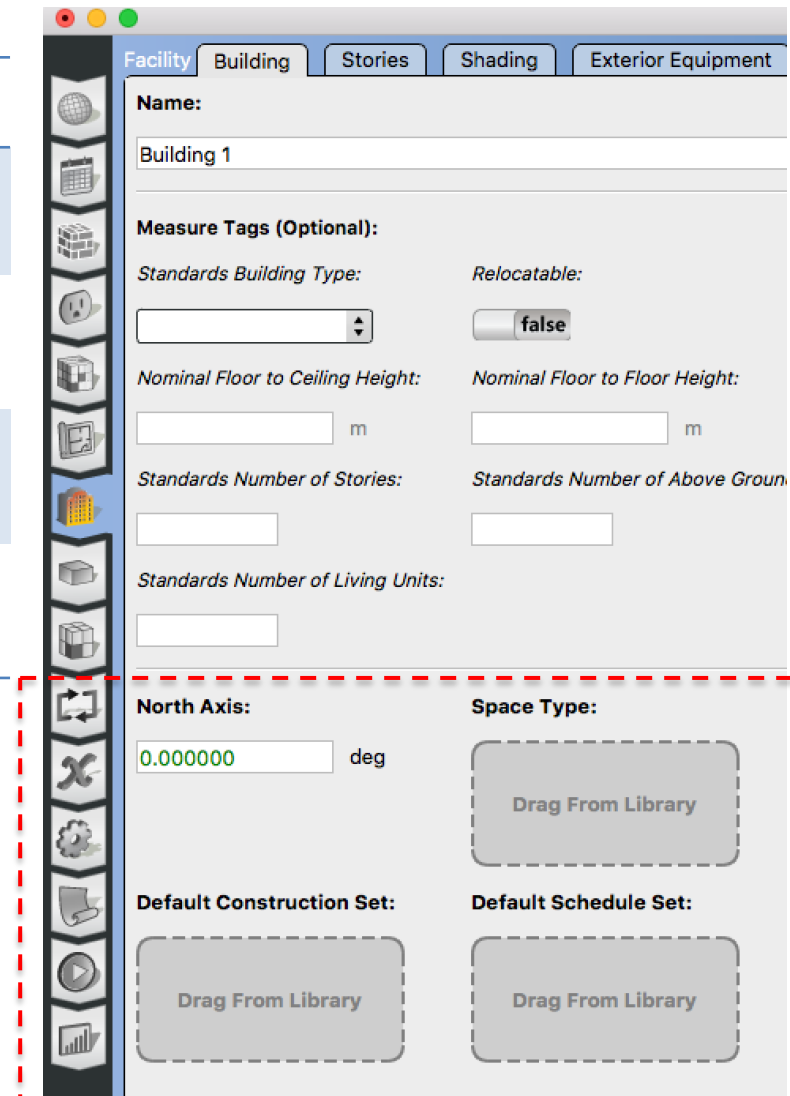 Facility Building Stories Shading Exterior Equipment
Name:
Building 1
Measure Tags (Optional):
Standards Building Type: Relocatable:
false
Nominal Floor to Ceiling Height: Nominal Floor to Floor Height:
m m
Standards Number of Stories: Standards Number of Above Ground
Standards Number of Living Units:
North Axis: Space Type:
0.000000 deg
Drag From Library
Default Construction Set: Default Schedule Set:
Drag From Library Drag From Library